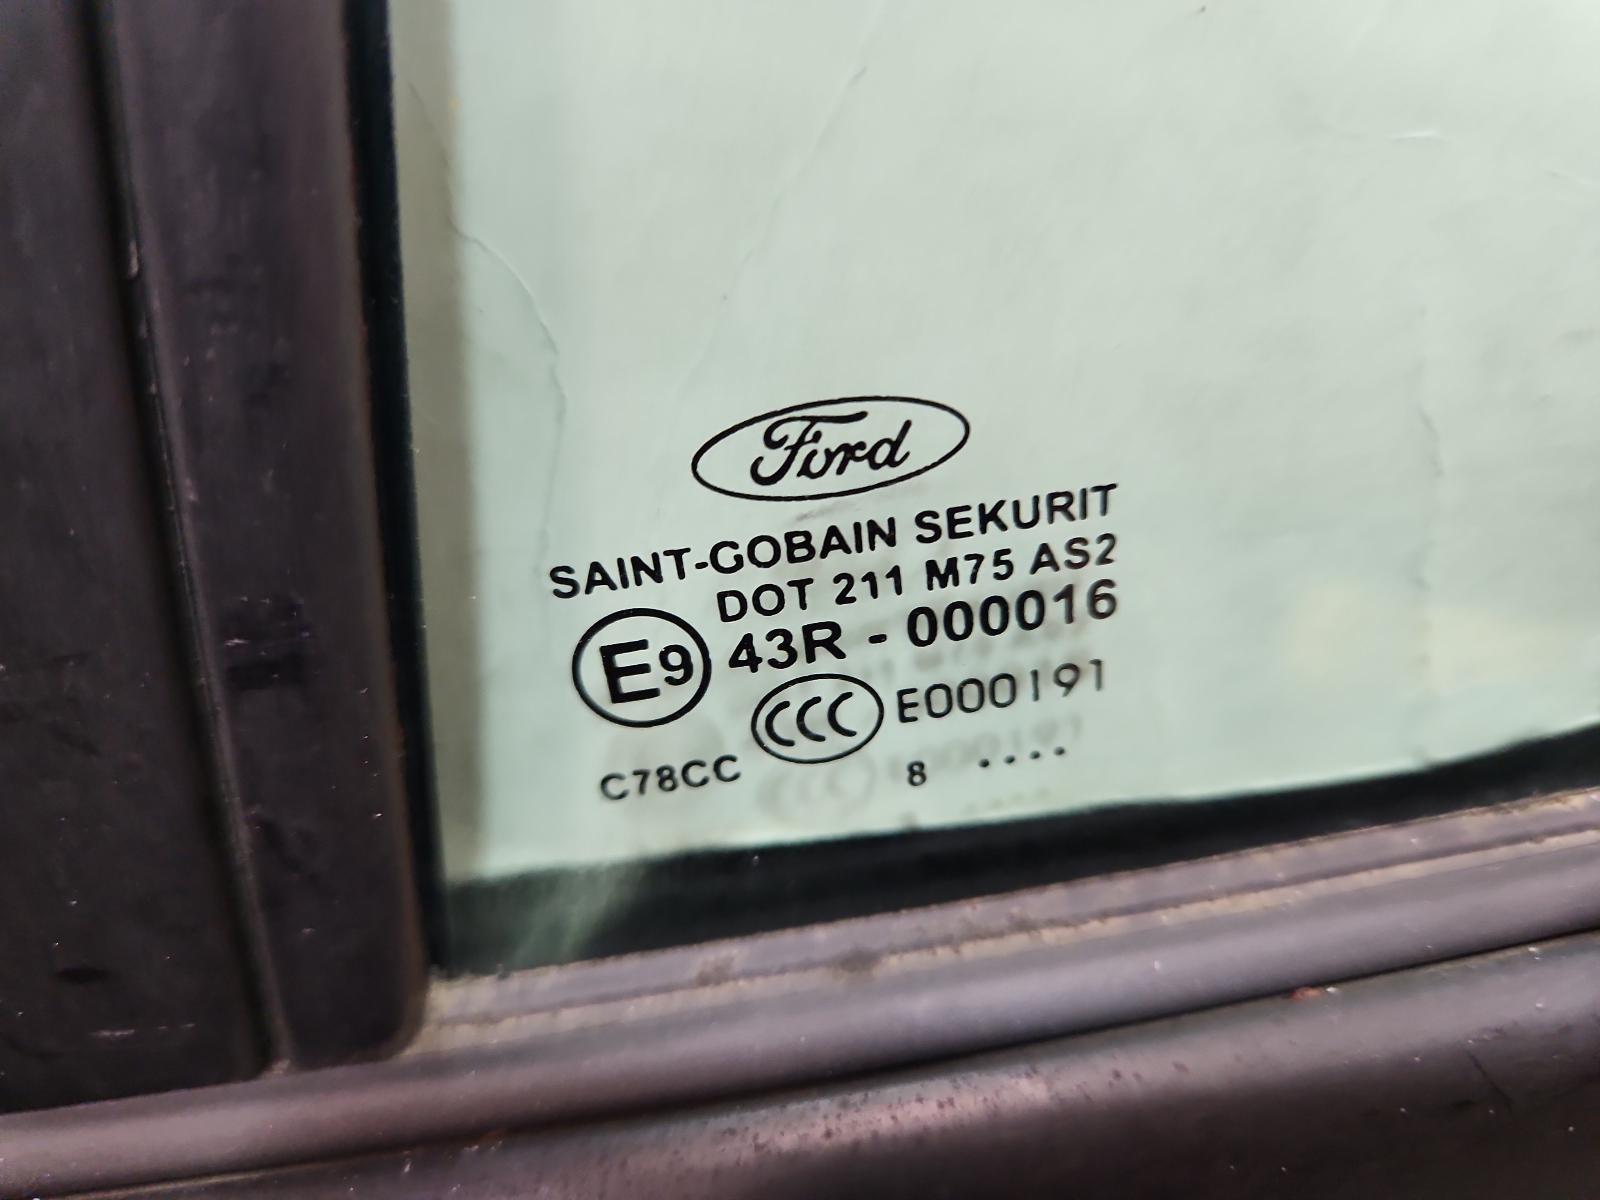 Ford
SAINT-GOBAIN SEKURIT
DOT 211 M75 AS2
E9 43R - 000016
CCC E000191
C78CC 8 ....